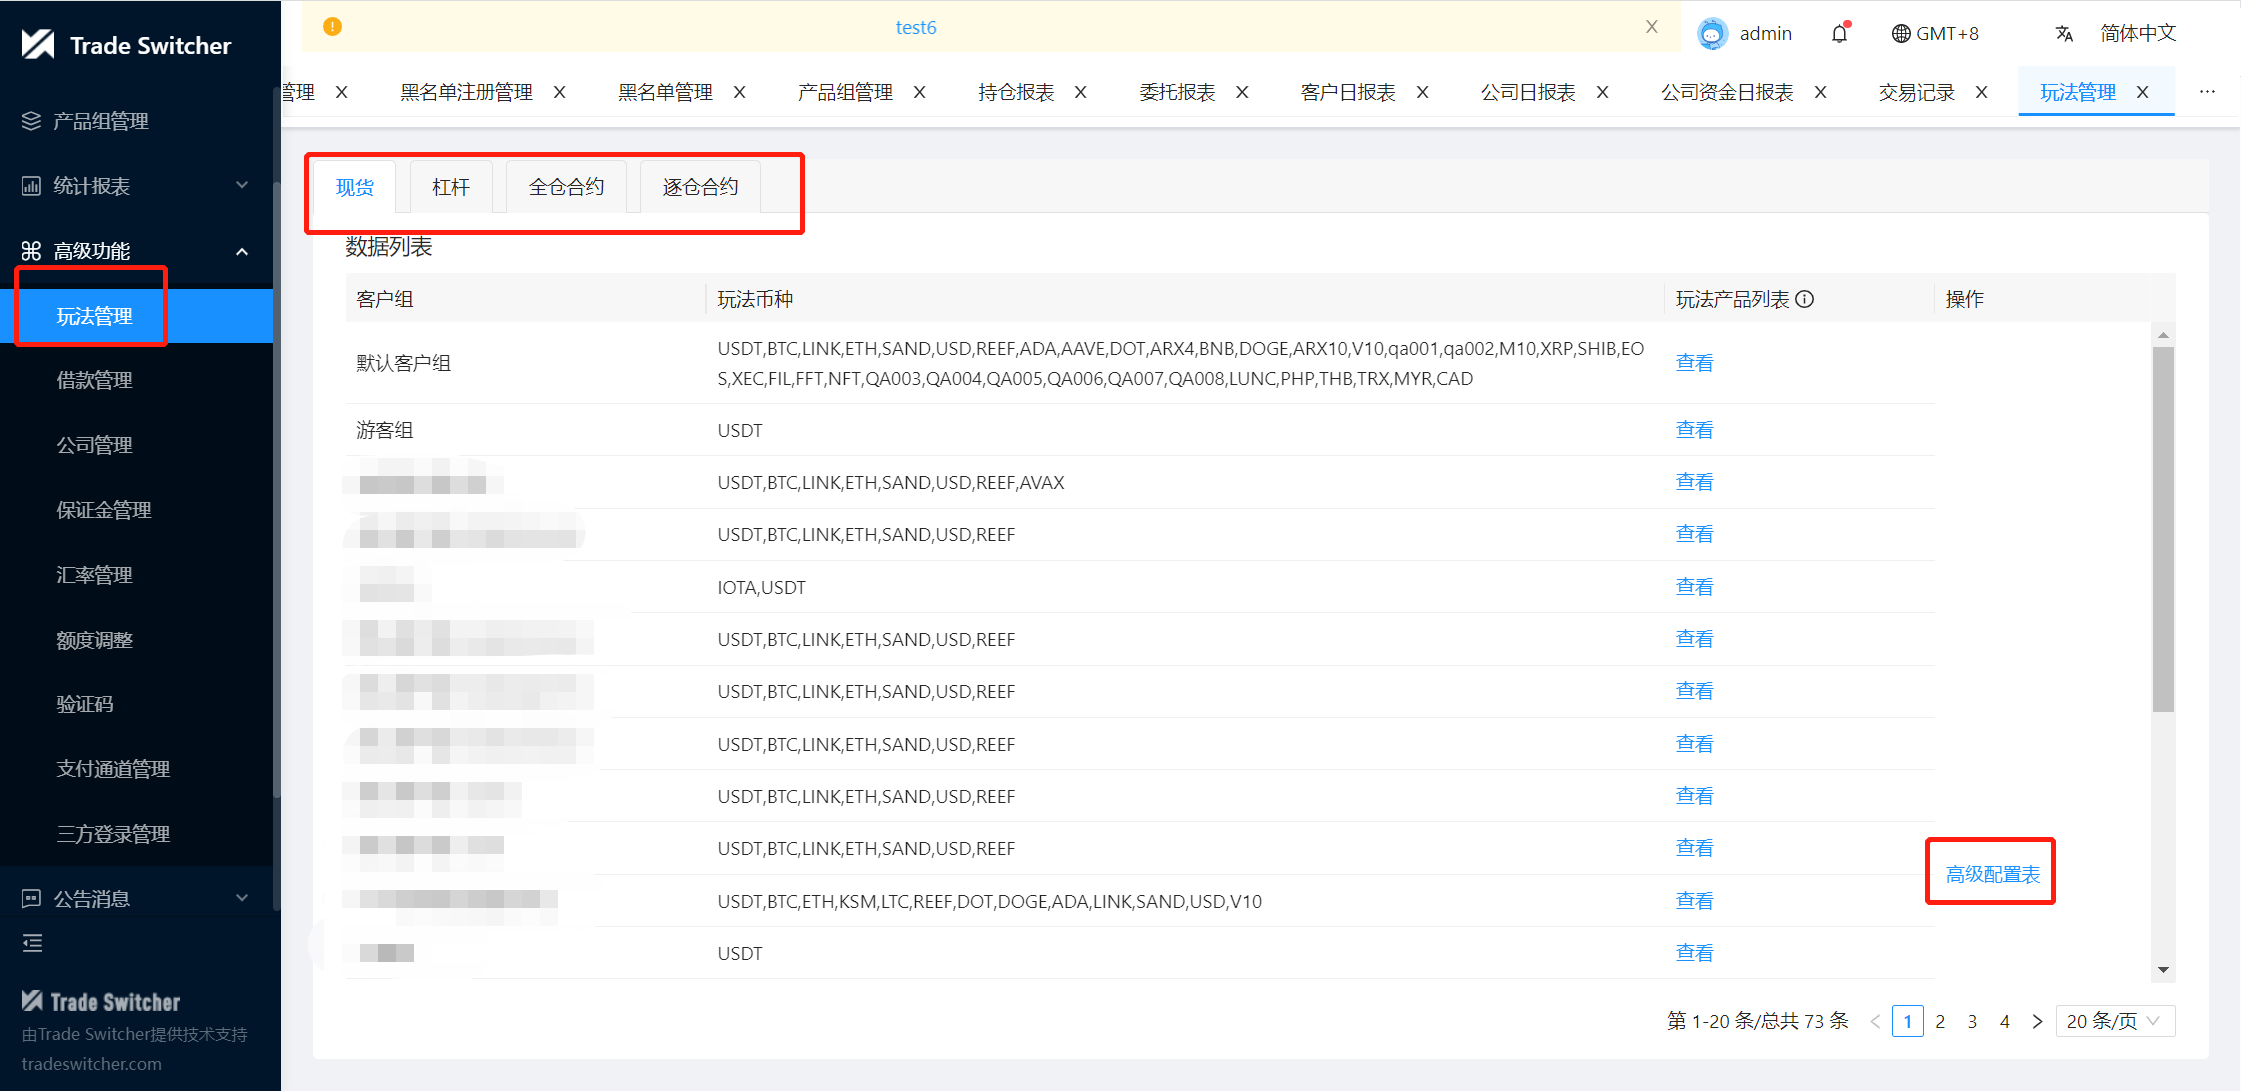 Trade Switcher
test6
X
admin
GMT+8
简体中文
管理 X
黑名单注册管理 X
黑名单管理 X
产品组管理 X
持仓报表 X
委托报表 X
客户日报表 X
公司日报表 X
公司资金日报表 X
交易记录 X
玩法管理 X
...
产品组管理
统计报表
高级功能
玩法管理
借款管理
公司管理
保证金管理
汇率管理
额度调整
验证码
支付通道管理
三方登录管理
公告消息
Trade Switcher
由Trade Switcher提供技术支持
tradeswitcher.com
现货 杠杆 全仓合约 逐仓合约
数据列表
客户组 玩法币种 玩法产品列表 操作
默认客户组 USDT,BTC,LINK,ETH,SAND,USD,REEF,ADA,AAVE,DOT,ARX4,BNB,DOGE,ARX10,V10,qa001,qa002,M10,XRP,SHIB,EO
S,XEC,FIL,FFT,NFT,QA003,QA004,QA005,QA006,QA007,QA008,LUNC,PHP,THB,TRX,MYR,CAD 查看
游客组 USDT 查看
USDT,BTC,LINK,ETH,SAND,USD,REEF,AVAX 查看
USDT,BTC,LINK,ETH,SAND,USD,REEF 查看
IOTA,USDT 查看
USDT,BTC,LINK,ETH,SAND,USD,REEF 查看
USDT,BTC,LINK,ETH,SAND,USD,REEF 查看
USDT,BTC,LINK,ETH,SAND,USD,REEF 查看
USDT,BTC,LINK,ETH,SAND,USD,REEF 查看
USDT,BTC,LINK,ETH,SAND,USD,REEF 查看
高级配置表
USDT,BTC,ETH,KSM,LTC,REEF,DOT,DOGE,ADA,LINK,SAND,USD,V10 查看
USDT 查看
第 1-20 条/总共 73 条 < 1 2 3 4 > 20 条/页